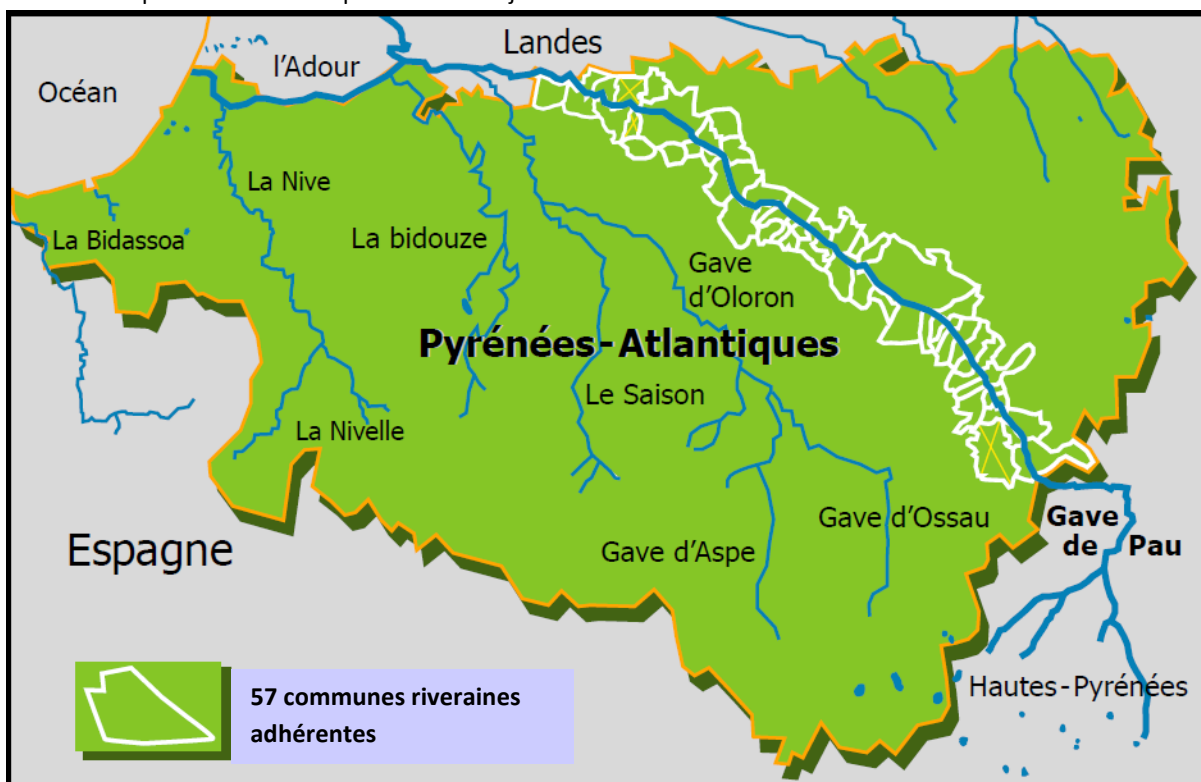 Landes
l'Adour
Océan
La Nive
La Bidassoa
La bidouze
Gave
d'Oloron
Pyrénées-Atlantiques
Le Saison
La Nivelle
Gave d'Ossau
Gave
de Pau
Espagne
Gave d'Aspe
Hautes-Pyrénées
57 communes riveraines
adhérentes